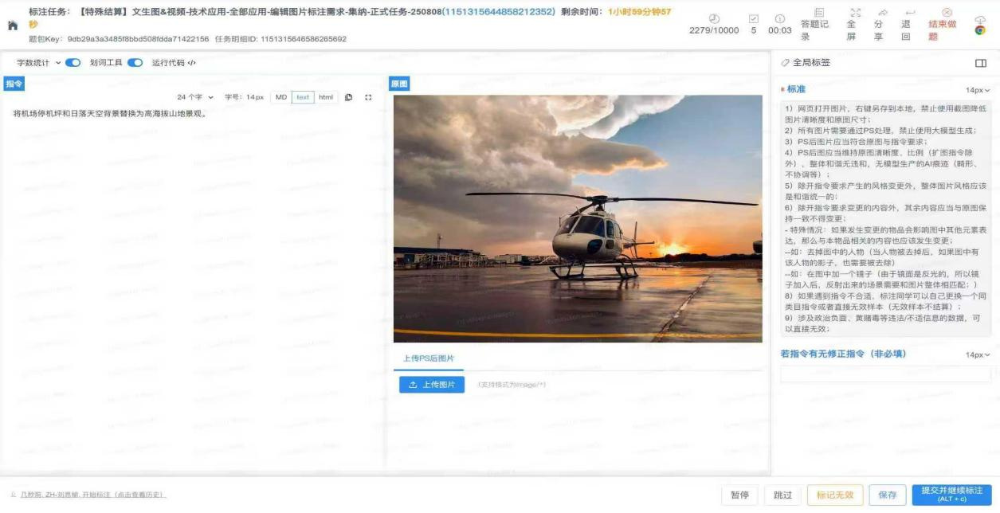 标注任务：【特殊结算】文生图&视频-技术应用-全部应用-编辑图片标注需求-集纳-正式任务-250808(1151315644858212352) 剩余时间：1小时59分钟57
秒
题包Key：9db29a3a3485f8bbd508fdda71422156 任务明细ID: 1151315646586265692
2279/10000
5
00:03
答题记
录
全
屏
分
享
退
回
结束做
题
字数统计
划词工具
运行代码 </>
指令
24 个字
字号：14px
MD
text
html
将机场停机坪和日落天空背景替换为高海拔山地景观。
原图
上传PS后图片
上传图片
(支持格式为image/*)
全局标签
* 标准
14px
1）网页打开图片，右键另存到本地，禁止使用截图降低
图片清晰度和原图尺寸；
2）所有图片需要通过PS处理，禁止使用大模型生成；
3）PS后图片应当符合原图与指令要求；
4）PS后图应当维持原图清晰度、比例（扩图指令除
外），整体和谐无违和，无模型生产的AI痕迹（畸形、
不协调等）；
5）除开指令要求产生的风格变更外，整体图片风格应该
是和谐统一的；
6）除开指令要求变更的内容外，其余内容应当与原图保
持一致不得变更；
- 特殊情况：如果发生变更的物品会影响图中其他元素表
达，那么与本物品相关的内容也应该发生变更；
--如：去掉图中的人物（当人物被去掉后，如果图中有
该人物的影子，也需要被去除）
--如：在图中加一个镜子（由于镜面是反光的，所以镜
子加入后，反射出来的场景需要和图片整体相匹配；）
8）如果遇到指令不合适，标注同学可以自己更换一个同
类目指令或者直接无效样本（无效样本不结算）；
9）涉及政治负面、黄赌毒等违法/不适信息的数据，可
以直接无效；
若指令有无修正指令（非必填）
14px
几秒前, ZH-刘思榆, 开始标注（点击查看历史）
暂停
跳过
标记无效
保存
提交并继续标注
(ALT + c)